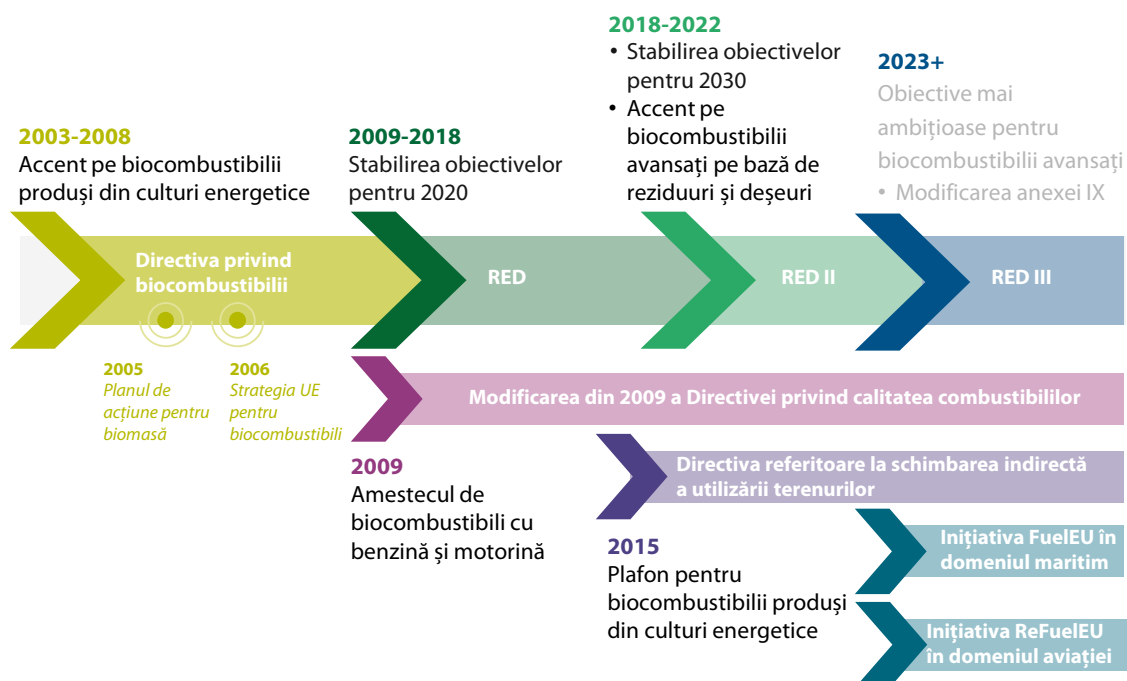 2003-2008
Accent pe biocombustibilii
produși din culturi energetice
2009-2018
Stabilirea obiectivelor
pentru 2020
2018-2022
• Stabilirea obiectivelor
pentru 2030
• Accent pe
biocombustibilii
avansați pe bază de
reziduuri și deșeuri
2023+
Obiective mai
ambițioase pentru
biocombustibilii avansați
• Modificarea anexei IX
Directiva privind
biocombustibilii
RED
RED II
RED III
2005
Planul de
acțiune pentru
biomasă
2006
Strategia UE
pentru
biocombustibili
Modificarea din 2009 a Directivei privind calitatea combustibililor
2009
Amestecul de
biocombustibili cu
benzină și motorină
Directiva referitoare la schimbarea indirectă
a utilizării terenurilor
2015
Plafon pentru
biocombustibilii produși
din culturi energetice
Inițiativa FuelEU în
domeniul maritim
Inițiativa ReFuelEU
în domeniul aviației